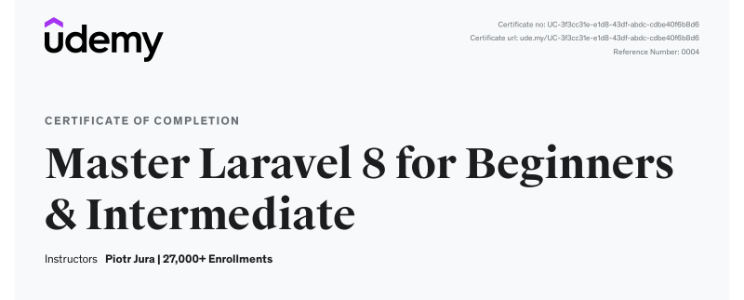 udemy
Certificate no: UC-3f3cc31e-e1d8-43df-abdc-cdbe40f6b8d6
Certificate url: ude.my/UC-3f3cc31e-e1d8-43df-abdc-cdbe40f6b8d6
Reference Number: 0004
CERTIFICATE OF COMPLETION
Master Laravel 8 for Beginners
& Intermediate
Instructors Piotr Jura | 27,000+ Enrollments